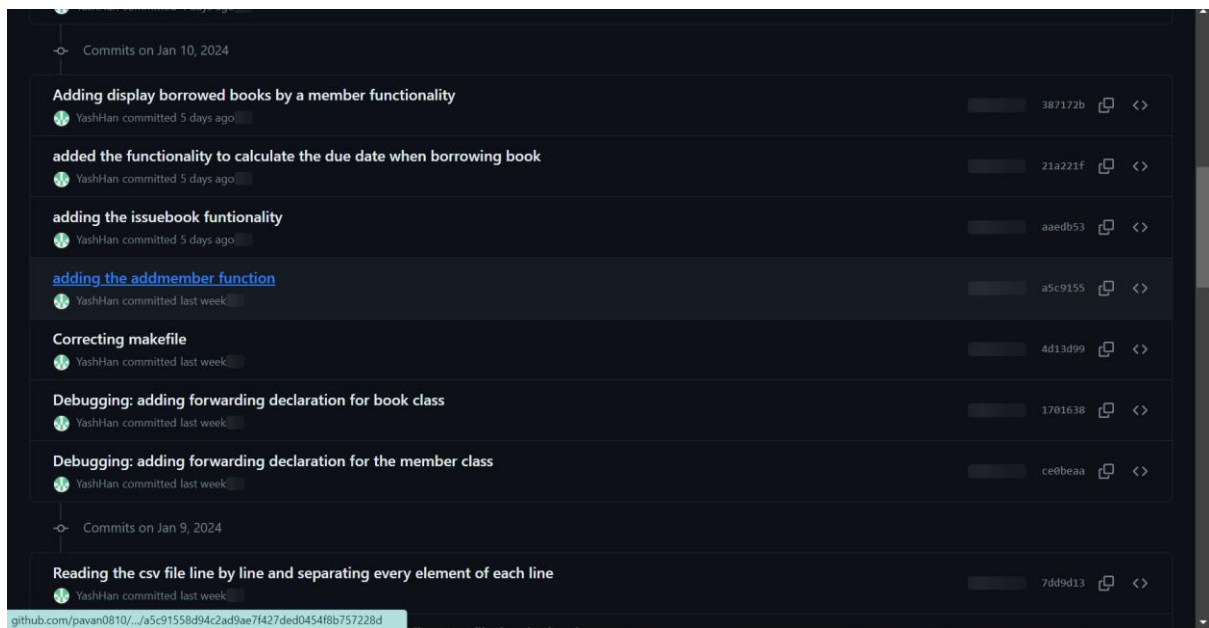 Commits on Jan 10, 2024
Adding display borrowed books by a member functionality
387172b
YashHan committed 5 days ago
added the functionality to calculate the due date when borrowing book
21a221f
YashHan committed 5 days ago
adding the issuebook funtionality
aaedb53
YashHan committed 5 days ago
adding the addmember function
a5c9155
YashHan committed last week
Correcting makefile
4d13d99
YashHan committed last week
Debugging: adding forwarding declaration for book class
1701638
YashHan committed last week
Debugging: adding forwarding declaration for the member class
ce0beaa
YashHan committed last week
Commits on Jan 9, 2024
Reading the csv file line by line and separating every element of each line
7dd9d13
YashHan committed last week
github.com/pavan0810/.../a5c91558d94c2ad9ae7f427ded0454f8b757228d